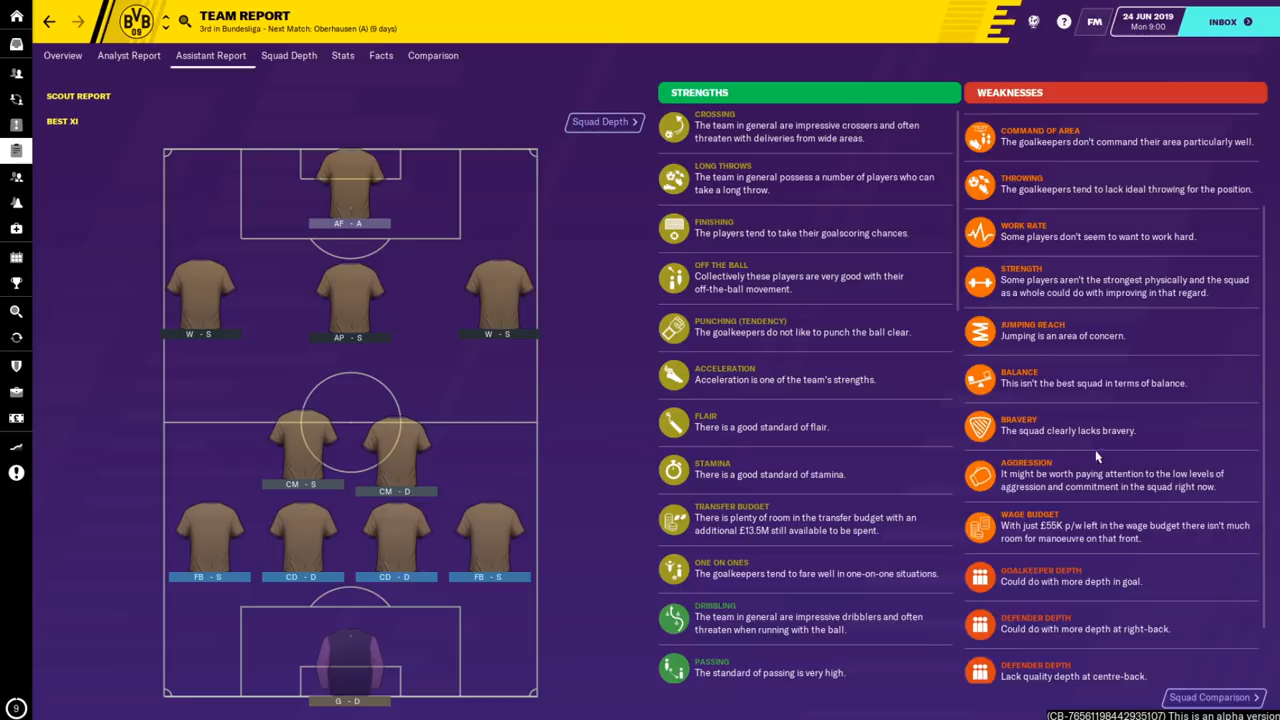 BVB
09
TEAM REPORT
3rd in Bundesliga - Next Match: Oberhausen (A) (9 days)
FM
24 JUN 2019
Mon 9:00
INBOX
Overview
Analyst Report
Assistant Report
Squad Depth
Stats
Facts
Comparison
SCOUT REPORT
BEST XI
Squad Depth
AF - A
W - S
AP - S
W - S
CM - S
CM - D
FB - S
CD - D
CD - D
FB - S
G - D
STRENGTHS
CROSSING
The team in general are impressive crossers and often
threaten with deliveries from wide areas.
LONG THROWS
The team in general possess a number of players who can
take a long throw.
FINISHING
The players tend to take their goalscoring chances.
OFF THE BALL
Collectively these players are very good with their
off-the-ball movement.
PUNCHING (TENDENCY)
The goalkeepers do not like to punch the ball clear.
ACCELERATION
Acceleration is one of the team's strengths.
FLAIR
There is a good standard of flair.
STAMINA
There is a good standard of stamina.
TRANSFER BUDGET
There is plenty of room in the transfer budget with an
additional £13.5M still available to be spent.
ONE ON ONES
The goalkeepers tend to fare well in one-on-one situations.
DRIBBLING
The team in general are impressive dribblers and often
threaten when running with the ball.
PASSING
The standard of passing is very high.
WEAKNESSES
COMMAND OF AREA
The goalkeepers don't command their area particularly well.
THROWING
The goalkeepers tend to lack ideal throwing for the position.
WORK RATE
Some players don't seem to want to work hard.
STRENGTH
Some players aren't the strongest physically and the squad
as a whole could do with improving in that regard.
JUMPING REACH
Jumping is an area of concern.
BALANCE
This isn't the best squad in terms of balance.
BRAVERY
The squad clearly lacks bravery.
AGGRESSION
It might be worth paying attention to the low levels of
aggression and commitment in the squad right now.
WAGE BUDGET
With just £55K p/w left in the wage budget there isn't much
room for manoeuvre on that front.
GOALKEEPER DEPTH
Could do with more depth in goal.
DEFENDER DEPTH
Could do with more depth at right-back.
DEFENDER DEPTH
Lack quality depth at centre-back.
Squad Comparison
9
(CB-76561198442935107) This is an alpha version